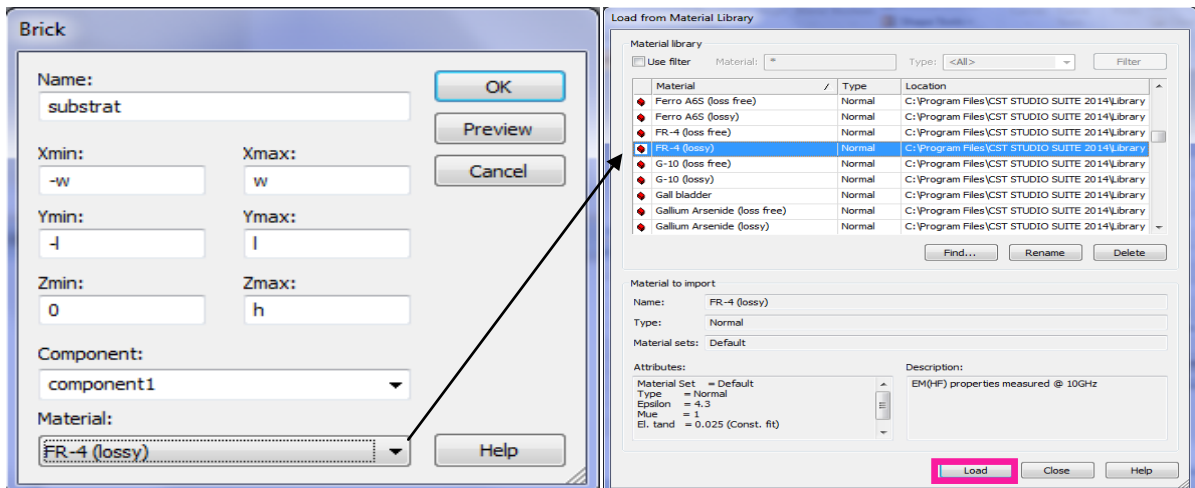 Brick
Name:
substrat
OK
Preview
Cancel
Xmin: Xmax:
-w w
Ymin: Ymax:
-l l
Zmin: Zmax:
0 h
Component:
component1
Material:
FR-4 (lossy)
Help
Load from Material Library
Material library
Use filter Material: * Type: <All> Filter
Material / Type Location
Ferro A6S (loss free) Normal C:\Program Files\CST STUDIO SUITE 2014\Library
Ferro A6S (lossy) Normal C:\Program Files\CST STUDIO SUITE 2014\Library
FR-4 (loss free) Normal C:\Program Files\CST STUDIO SUITE 2014\Library
FR-4 (lossy) Normal C:\Program Files\CST STUDIO SUITE 2014\Library
G-10 (loss free) Normal C:\Program Files\CST STUDIO SUITE 2014\Library
G-10 (lossy) Normal C:\Program Files\CST STUDIO SUITE 2014\Library
Gall bladder Normal C:\Program Files\CST STUDIO SUITE 2014\Library
Gallium Arsenide (loss free) Normal C:\Program Files\CST STUDIO SUITE 2014\Library
Gallium Arsenide (lossy) Normal C:\Program Files\CST STUDIO SUITE 2014\Library
Find... Rename Delete
Material to import
Name: FR-4 (lossy)
Type: Normal
Material sets: Default
Attributes: Description:
Material Set = Default EM(HF) properties measured @ 10GHz
Type = Normal
Epsilon = 4.3
Mue = 1
El. tand = 0.025 (Const. fit)
Load Close Help